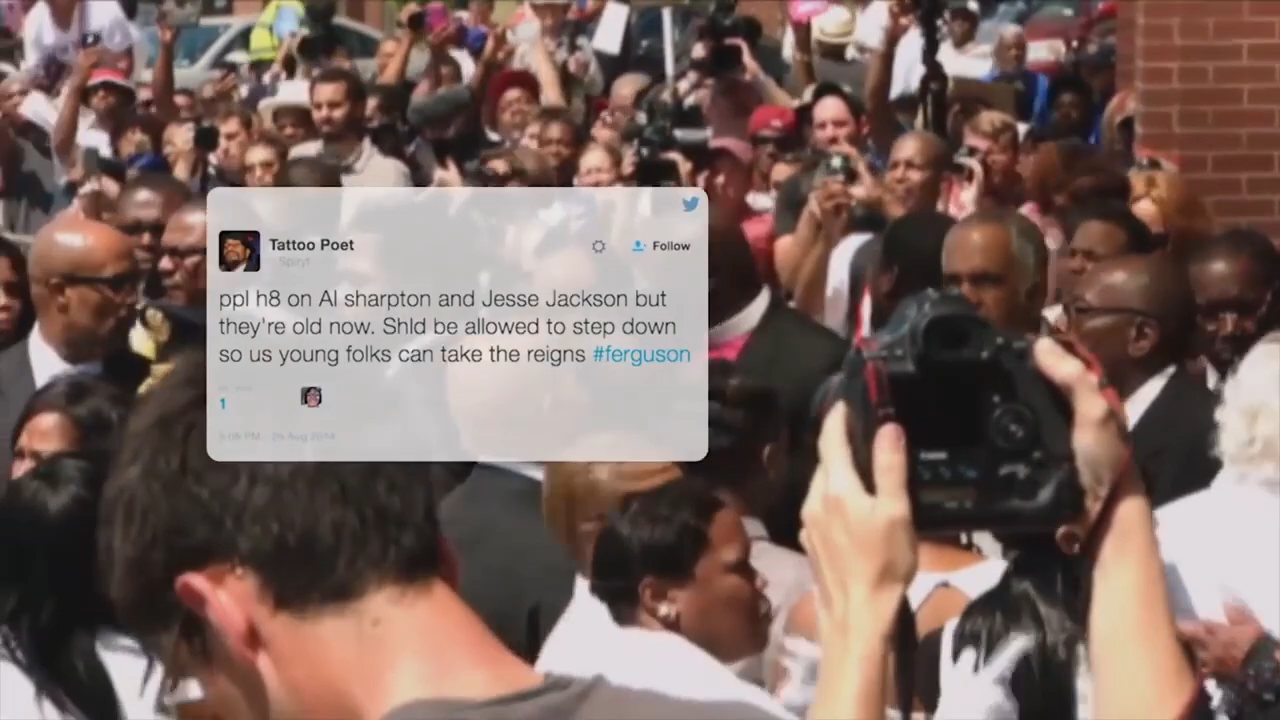 Tattoo Poet
Follow
ppl h8 on Al sharpton and Jesse Jackson but
they're old now. Shld be allowed to step down
so us young folks can take the reigns #ferguson
1
Canon